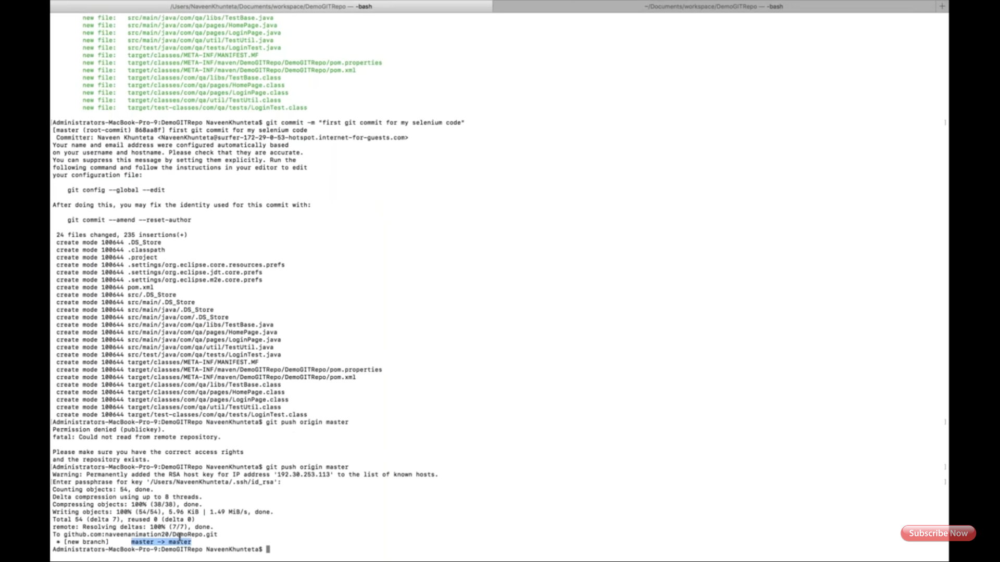 /Users/NaveenKhunteta/Documents/workspace/DemoGITRepo — -bash
~/Documents/workspace/DemoGITRepo — -bash
+
new file: src/main/java/com/qa/libs/TestBase.java
new file: src/main/java/com/qa/pages/HomePage.java
new file: src/main/java/com/qa/pages/LoginPage.java
new file: src/main/java/com/qa/util/TestUtil.java
new file: src/test/java/com/qa/tests/LoginTest.java
new file: target/classes/META-INF/MANIFEST.MF
new file: target/classes/META-INF/maven/DemoGITRepo/DemoGITRepo/pom.properties
new file: target/classes/META-INF/maven/DemoGITRepo/DemoGITRepo/pom.xml
new file: target/classes/com/qa/libs/TestBase.class
new file: target/classes/com/qa/pages/HomePage.class
new file: target/classes/com/qa/pages/LoginPage.class
new file: target/classes/com/qa/util/TestUtil.class
new file: target/test-classes/com/qa/tests/LoginTest.class
[Administrators-MacBook-Pro-9:DemoGITRepo NaveenKhunteta$ git commit -m "first git commit for my selenium code" ]
[master (root-commit) 868aa8f] first git commit for my selenium code
Committer: Naveen Khunteta <NaveenKhunteta@surfer-172-29-0-53-hotspot.internet-for-guests.com>
Your name and email address were configured automatically based
on your username and hostname. Please check that they are accurate.
You can suppress this message by setting them explicitly. Run the
following command and follow the instructions in your editor to edit
your configuration file:
git config --global --edit
After doing this, you may fix the identity used for this commit with:
git commit --amend --reset-author
24 files changed, 235 insertions(+)
create mode 100644 .DS_Store
create mode 100644 .classpath
create mode 100644 .project
create mode 100644 .settings/org.eclipse.core.resources.prefs
create mode 100644 .settings/org.eclipse.jdt.core.prefs
create mode 100644 .settings/org.eclipse.m2e.core.prefs
create mode 100644 pom.xml
create mode 100644 src/.DS_Store
create mode 100644 src/main/.DS_Store
create mode 100644 src/main/java/.DS_Store
create mode 100644 src/main/java/com/.DS_Store
create mode 100644 src/main/java/com/qa/libs/TestBase.java
create mode 100644 src/main/java/com/qa/pages/HomePage.java
create mode 100644 src/main/java/com/qa/pages/LoginPage.java
create mode 100644 src/main/java/com/qa/util/TestUtil.java
create mode 100644 src/test/java/com/qa/tests/LoginTest.java
create mode 100644 target/classes/META-INF/MANIFEST.MF
create mode 100644 target/classes/META-INF/maven/DemoGITRepo/DemoGITRepo/pom.properties
create mode 100644 target/classes/META-INF/maven/DemoGITRepo/DemoGITRepo/pom.xml
create mode 100644 target/classes/com/qa/libs/TestBase.class
create mode 100644 target/classes/com/qa/pages/HomePage.class
create mode 100644 target/classes/com/qa/pages/LoginPage.class
create mode 100644 target/classes/com/qa/util/TestUtil.class
create mode 100644 target/test-classes/com/qa/tests/LoginTest.class
[Administrators-MacBook-Pro-9:DemoGITRepo NaveenKhunteta$ git push origin master ]
Permission denied (publickey).
fatal: Could not read from remote repository.
Please make sure you have the correct access rights
and the repository exists.
[Administrators-MacBook-Pro-9:DemoGITRepo NaveenKhunteta$ git push origin master ]
Warning: Permanently added the RSA host key for IP address '192.30.253.113' to the list of known hosts.
[Enter passphrase for key '/Users/NaveenKhunteta/.ssh/id_rsa': ]
Counting objects: 54, done.
Delta compression using up to 8 threads.
Compressing objects: 100% (38/38), done.
Writing objects: 100% (54/54), 5.96 KiB | 1.49 MiB/s, done.
Total 54 (delta 7), reused 0 (delta 0)
remote: Resolving deltas: 100% (7/7), done.
To github.com:naveenanimation20/DemoRepo.git
* [new branch] master -> master
Administrators-MacBook-Pro-9:DemoGITRepo NaveenKhunteta$
Subscribe Now